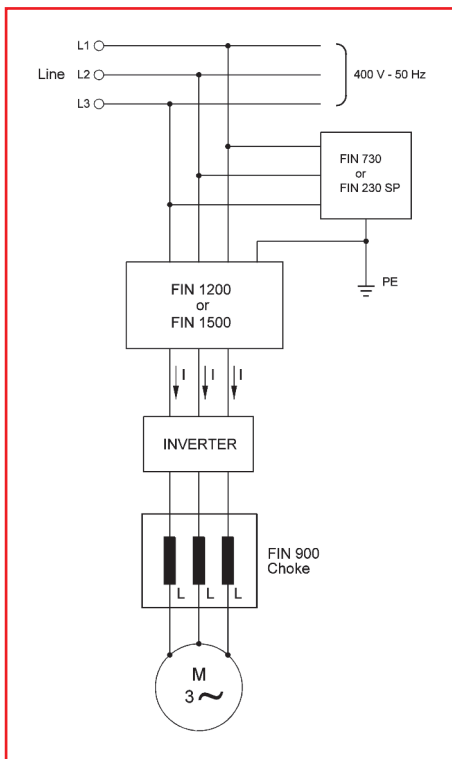 L1
Line L2
L3
400 V - 50 Hz
FIN 730
or
FIN 230 SP
PE
FIN 1200
or
FIN 1500
I I I
INVERTER
FIN 900
Choke
L L L
M
3 ~